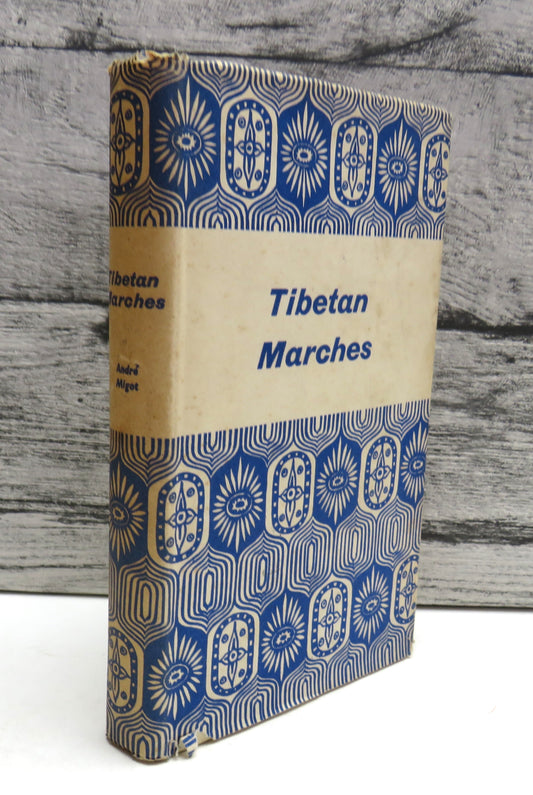 Tibetan
Marches
André
Migot
Tibetan
Marches